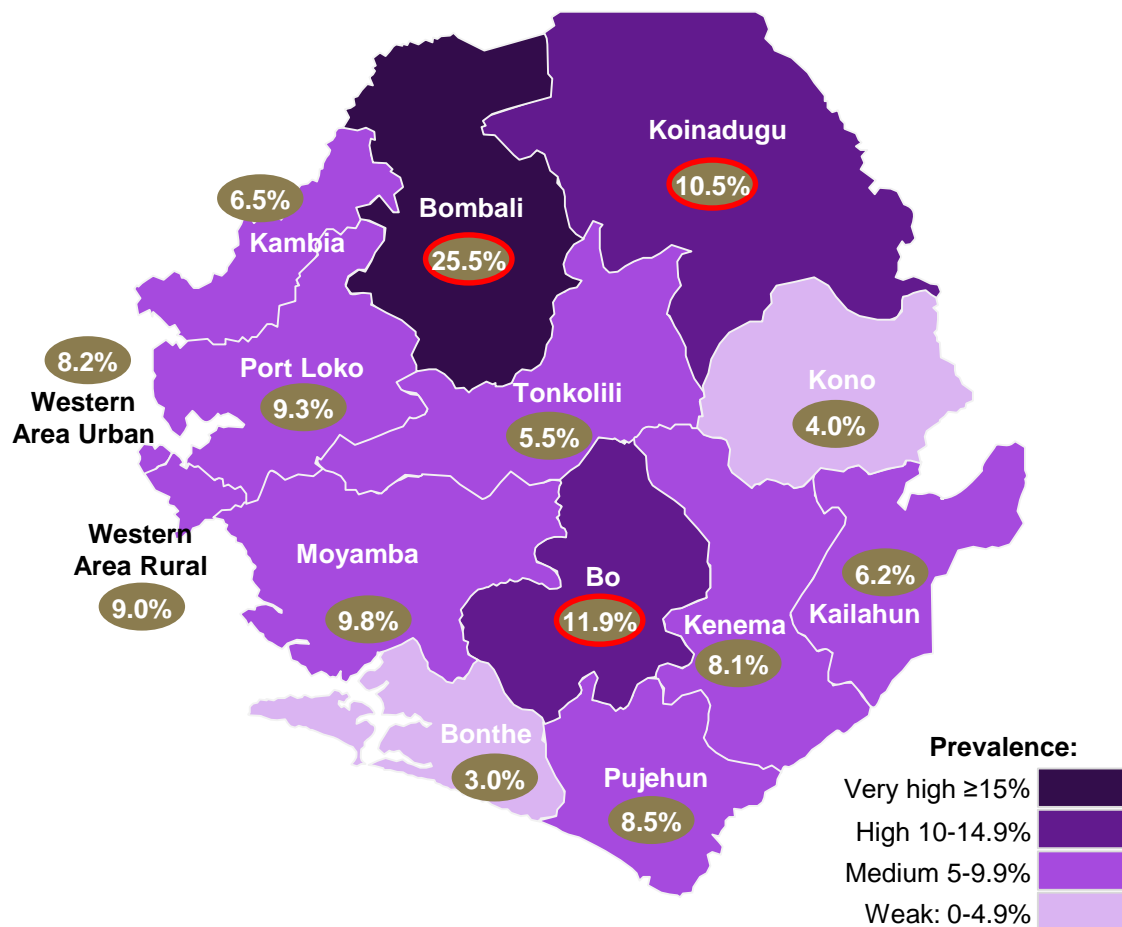 Koinadugu
10.5%
6.5%
Kambia
Bombali
25.5%
8.2%
Western
Area Urban
Port Loko
9.3%
Tonkolili
5.5%
Kono
4.0%
Western
Area Rural
9.0%
Moyamba
9.8%
Bo
11.9%
Kenema
8.1%
6.2%
Kailahun
Bonthe
3.0%
Pujehun
8.5%
Prevalence:
Very high ≥15%
High 10-14.9%
Medium 5-9.9%
Weak: 0-4.9%